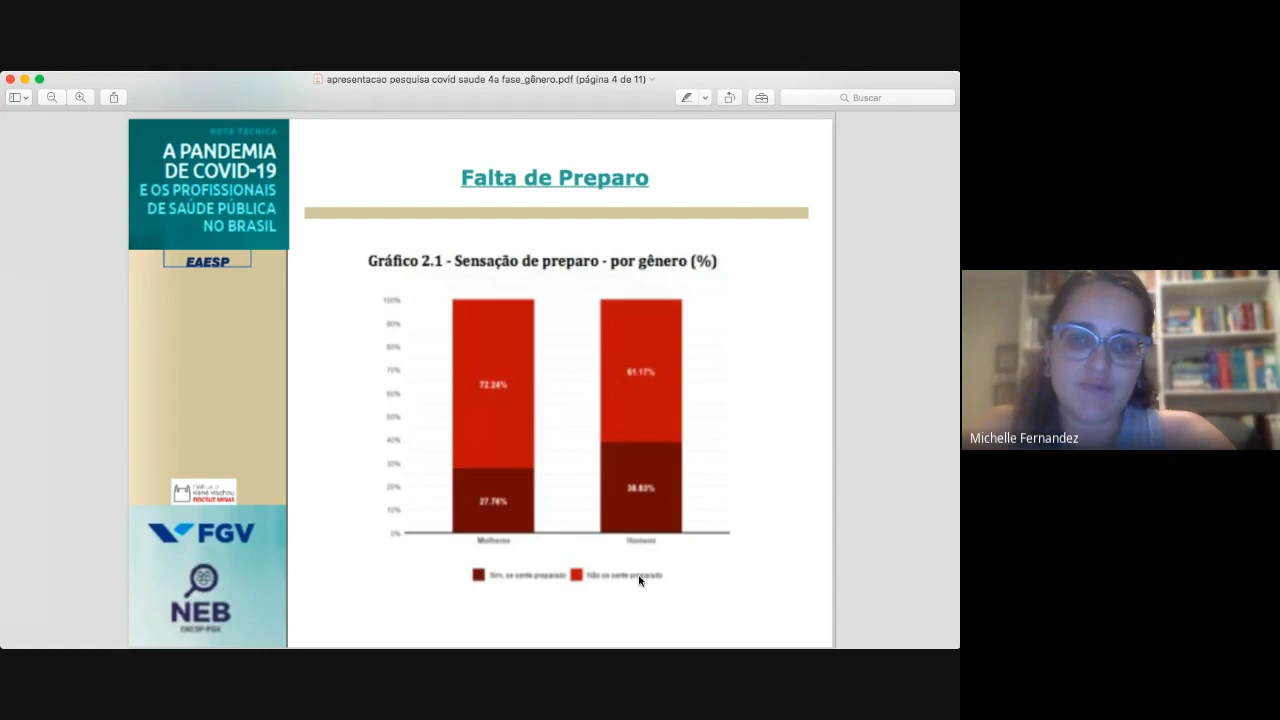 apresentacao pesquisa covid saude 4a fase_gênero.pdf (página 4 de 11)
Buscar
NOTA TÉCNICA
A PANDEMIA
DE COVID-19
E OS PROFISSIONAIS
DE SAÚDE PÚBLICA
NO BRASIL
EAESP
FGV
NEB
EAESP-FGV
Falta de Preparo
Gráfico 2.1 - Sensação de preparo - por gênero (%)
100%
90%
80%
70%
60%
50%
40%
30%
20%
10%
0%
72.24%
61.17%
27.76%
38.83%
Mulheres
Homens
Sim, se sente preparado
Não se sente preparado
Michelle Fernandez